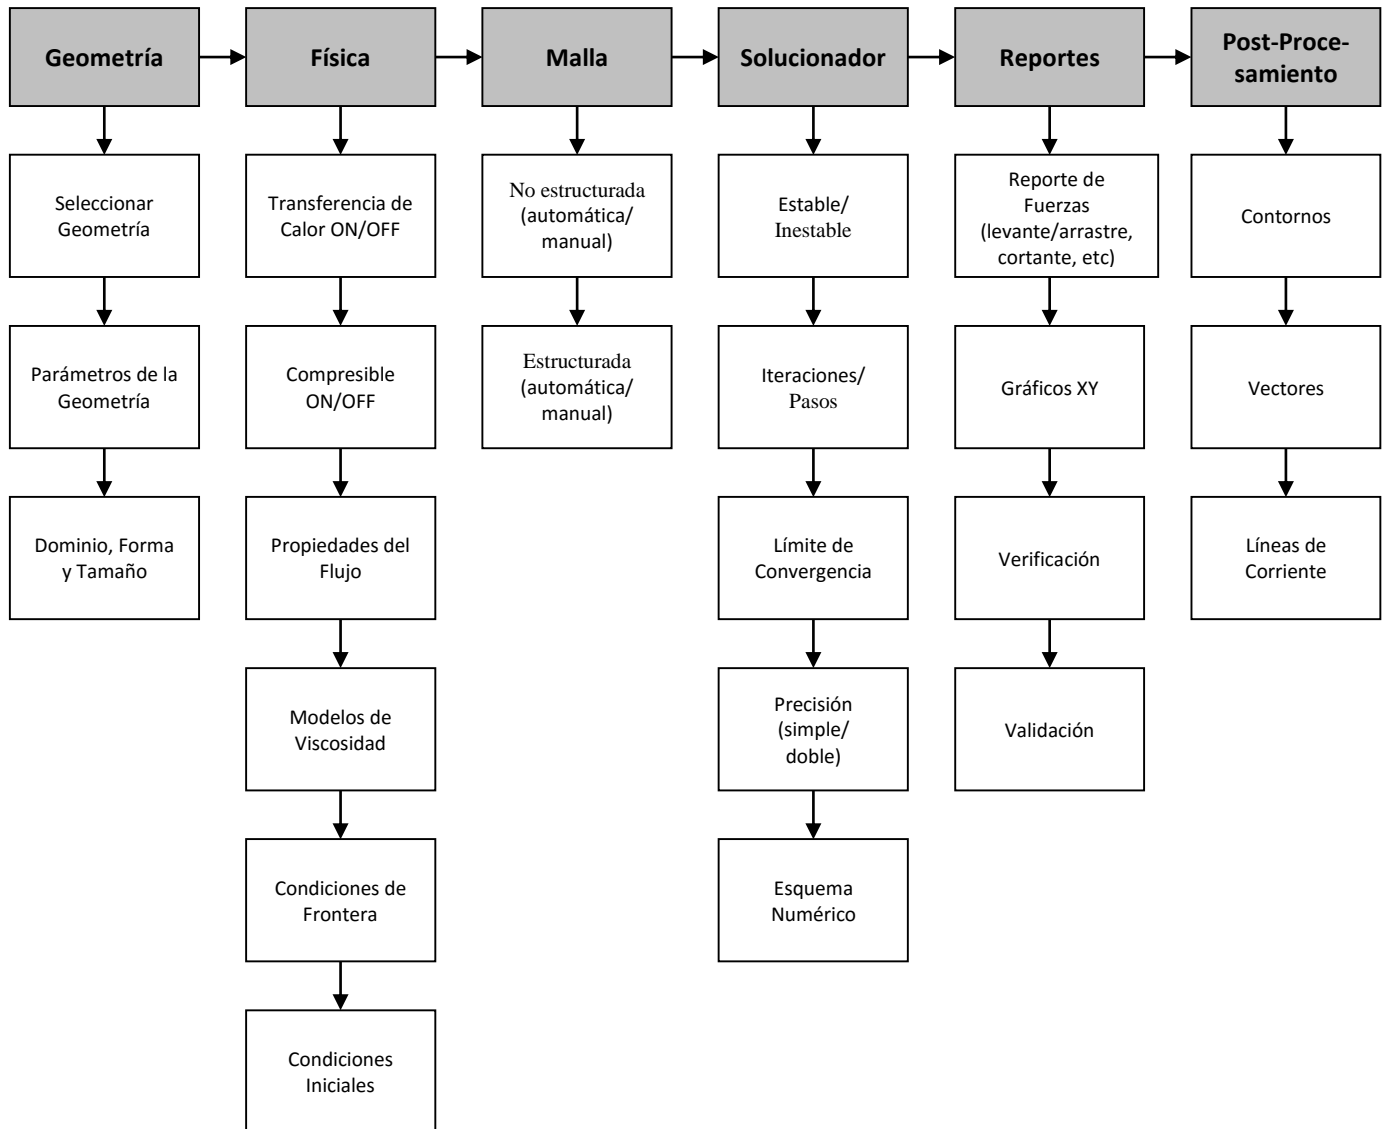 Geometría
Física
Malla
Solucionador
Reportes
Post-Proce-
samiento
Seleccionar
Geometría
Parámetros de la
Geometría
Dominio, Forma
y Tamaño
Transferencia de
Calor ON/OFF
Compresible
ON/OFF
Propiedades del
Flujo
Modelos de
Viscosidad
Condiciones de
Frontera
Condiciones
Iniciales
No estructurada
(automática/
manual)
Estructurada
(automática/
manual)
Estable/
Inestable
Iteraciones/
Pasos
Límite de
Convergencia
Precisión
(simple/
doble)
Esquema
Numérico
Reporte de
Fuerzas
(levante/arrastre,
cortante, etc)
Gráficos XY
Verificación
Validación
Contornos
Vectores
Líneas de
Corriente